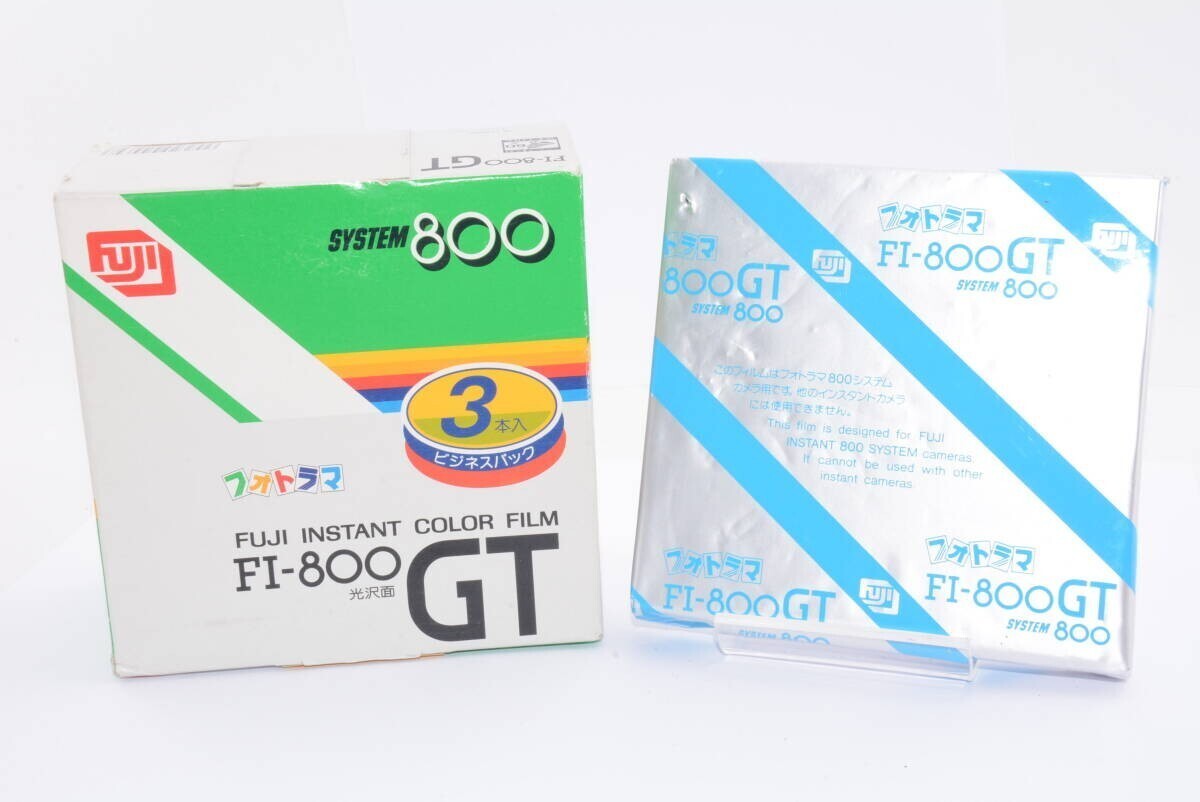 FI-800GT
FUJI
SYSTEM 800
3
本入
ビジネスパック
フォトラマ
FUJI INSTANT COLOR FILM
FI-800 GT
光沢面
フォトラマ
FI-800GT
SYSTEM 800
FUJI
FUJI
トラマ
800GT
SYSTEM 800
このフィルムはフォトラマ800システム
カメラ用です。他のインスタントカメラ
には使用できません。
This film is designed for FUJI
INSTANT 800 SYSTEM cameras.
It cannot be used with other
instant cameras.
フォトラマ
FI-800GT
SYSTEM 800
FUJI
フォトラマ
FI-800GT
SYSTEM 800